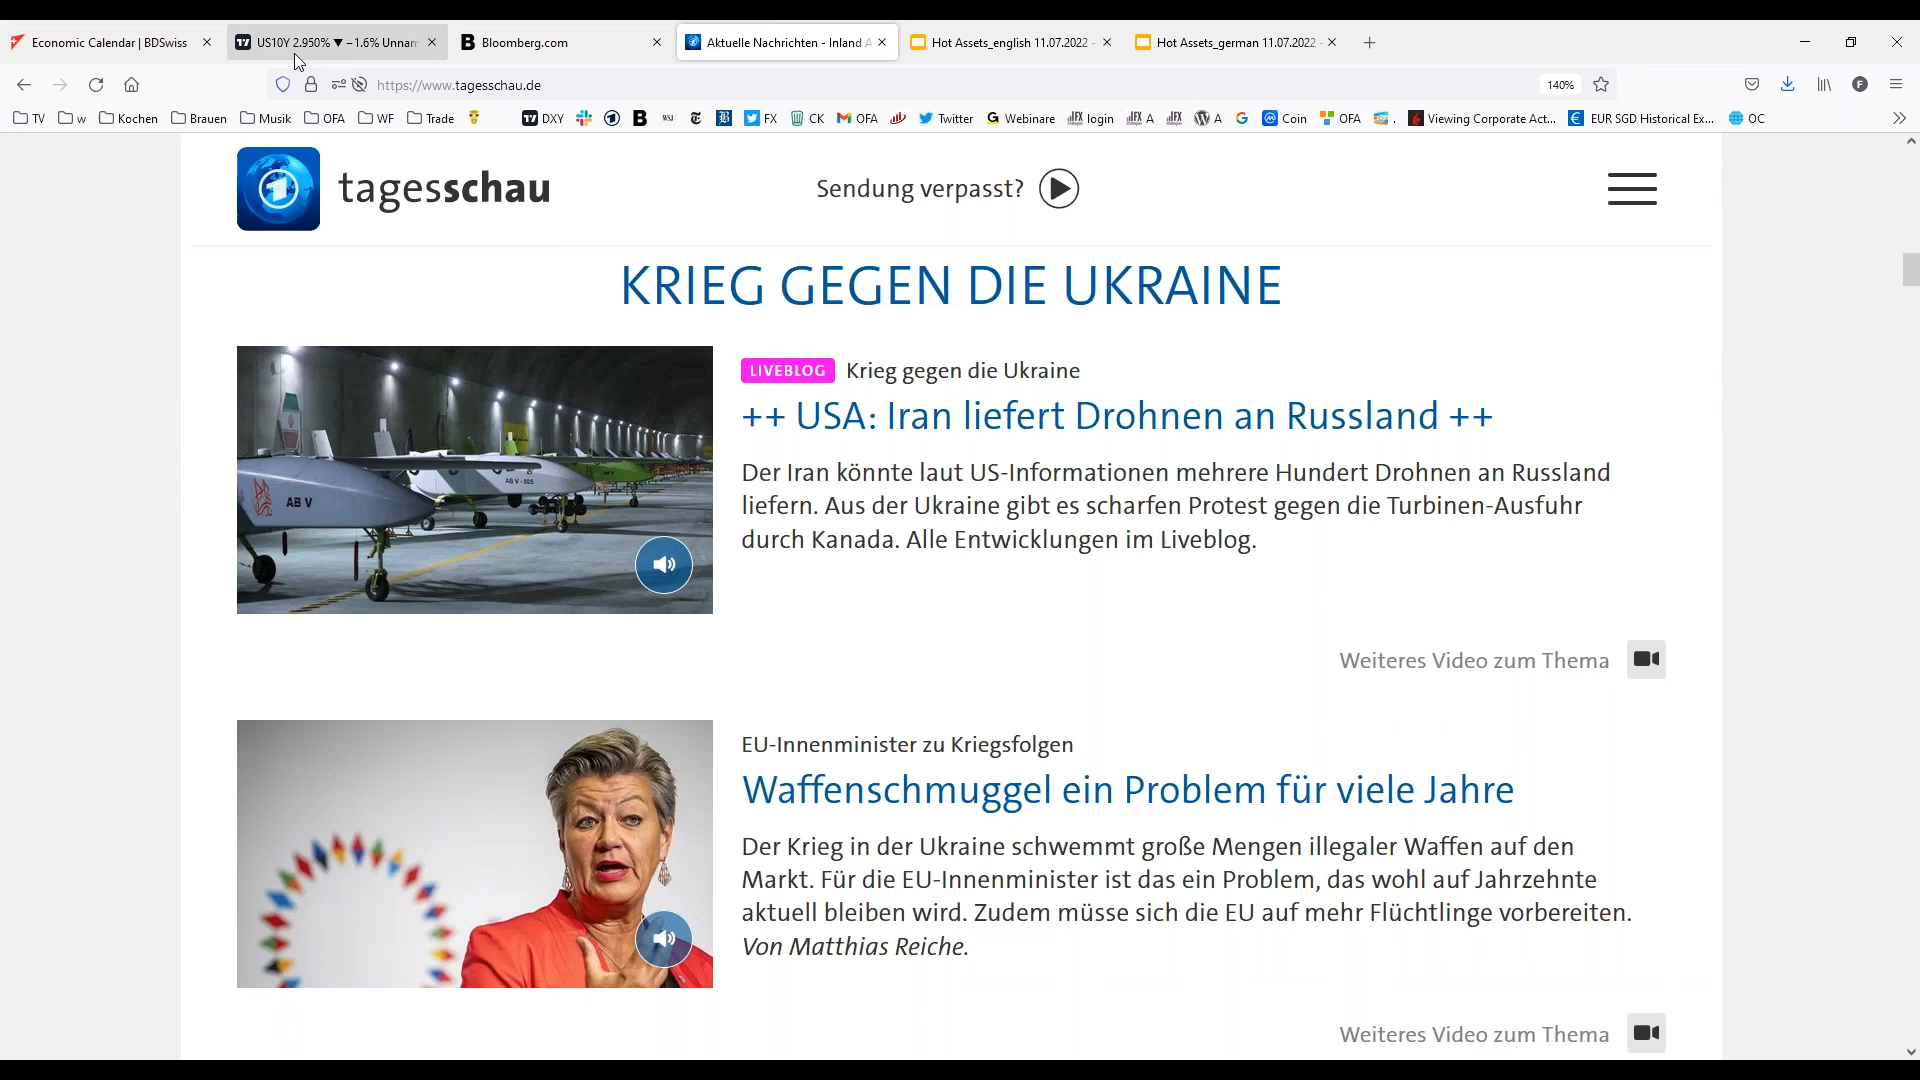 Economic Calendar | BDSwiss
US10Y 2.950% ▼ −1.6% Unnan
Bloomberg.com
Aktuelle Nachrichten - Inland A
Hot Assets_english 11.07.2022 -
Hot Assets_german 11.07.2022 -
https://www.tagesschau.de
140%
TV
w
Kochen
Brauen
Musik
OFA
WF
Trade
DXY
FX
CK
OFA
Twitter
Webinare
login
A
A
Coin
OFA
.
Viewing Corporate Act...
EUR SGD Historical Ex...
OC
tagesschau
Sendung verpasst?
KRIEG GEGEN DIE UKRAINE
AB V
AB V - 005
LIVEBLOG Krieg gegen die Ukraine
++ USA: Iran liefert Drohnen an Russland ++
Der Iran könnte laut US-Informationen mehrere Hundert Drohnen an Russland
liefern. Aus der Ukraine gibt es scharfen Protest gegen die Turbinen-Ausfuhr
durch Kanada. Alle Entwicklungen im Liveblog.
Weiteres Video zum Thema
EU-Innenminister zu Kriegsfolgen
Waffenschmuggel ein Problem für viele Jahre
Der Krieg in der Ukraine schwemmt große Mengen illegaler Waffen auf den
Markt. Für die EU-Innenminister ist das ein Problem, das wohl auf Jahrzehnte
aktuell bleiben wird. Zudem müsse sich die EU auf mehr Flüchtlinge vorbereiten.
Von Matthias Reiche.
Weiteres Video zum Thema